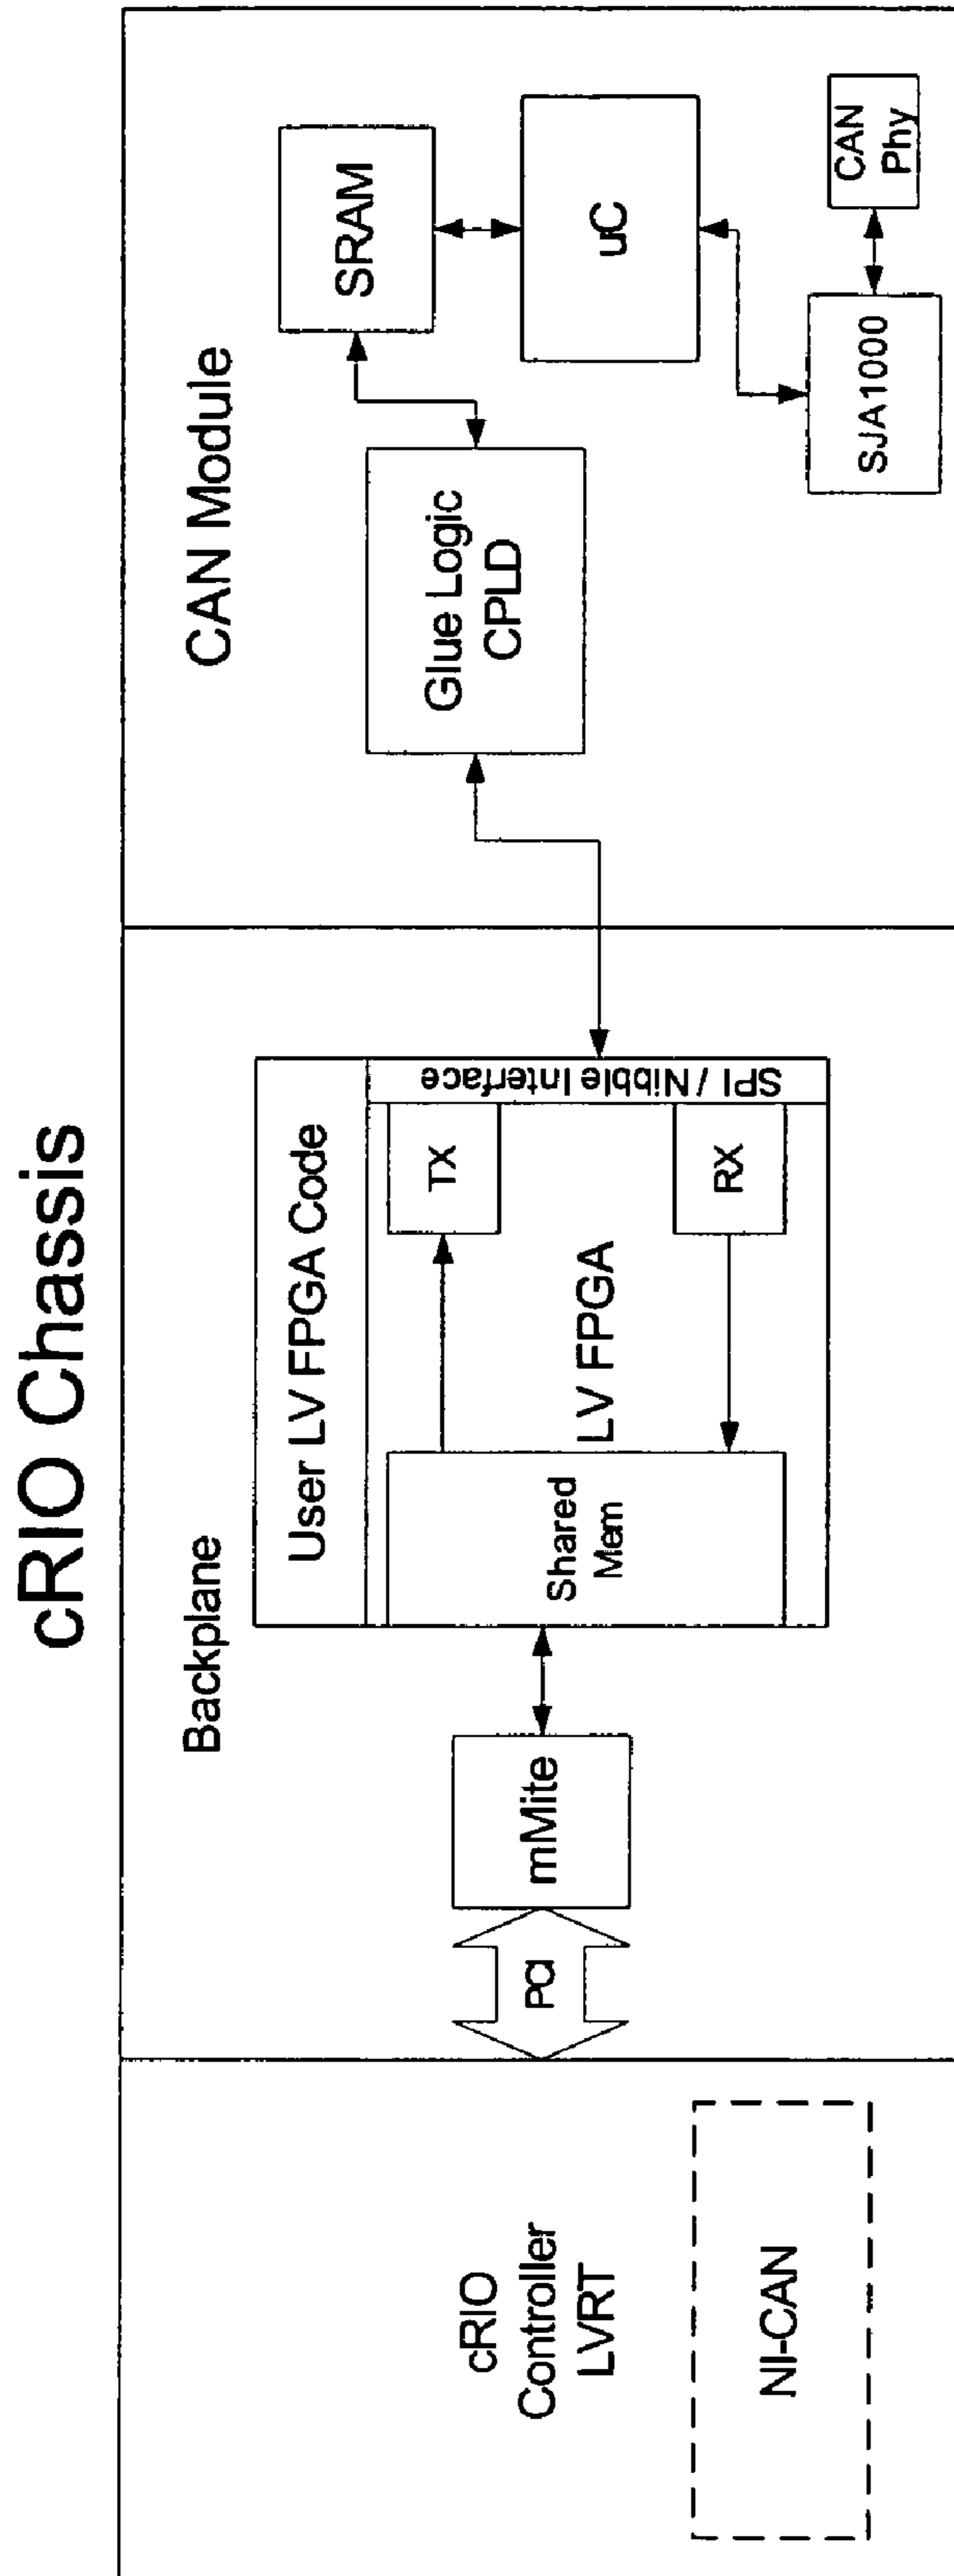 cRIO Chassis
cRIO
Controller
LVRT
NI-CAN
PCI
Backplane
mMite
User LV FPGA Code
Shared
Mem
LV FPGA
TX
RX
SPI / Nibble Interface
CAN Module
Glue Logic
CPLD
SRAM
uC
SJA1000
CAN
Phy